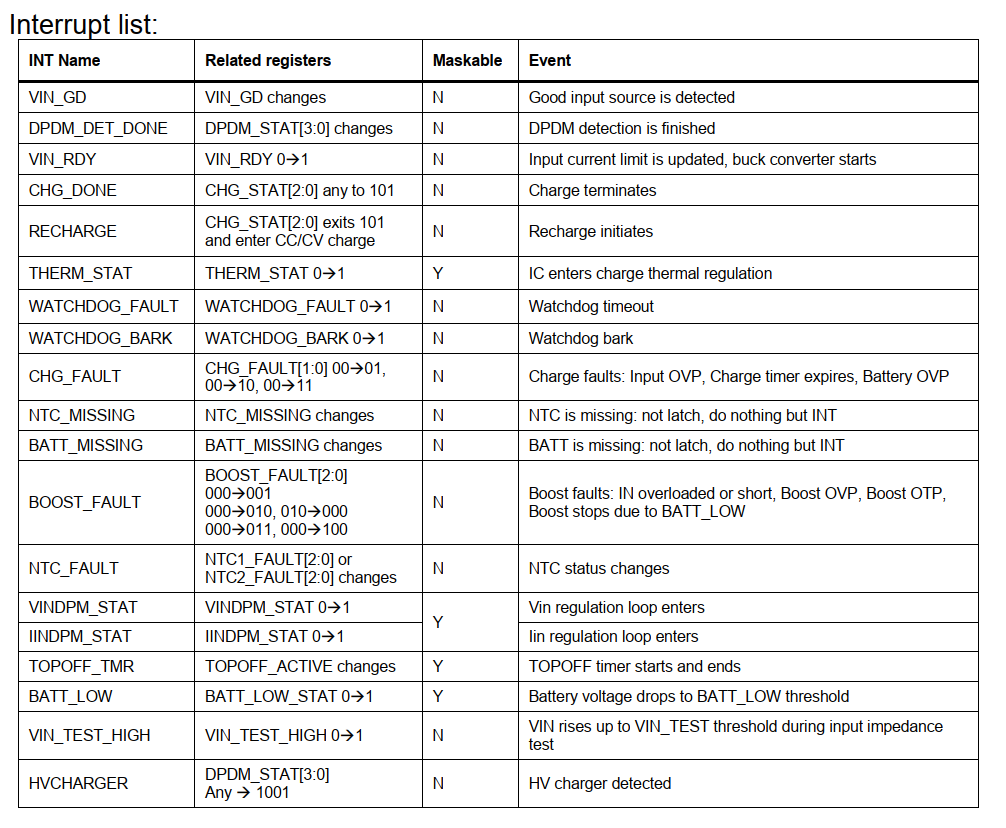 Interrupt list:
INT Name Related registers Maskable Event
VIN_GD VIN_GD changes N Good input source is detected
DPDM_DET_DONE DPDM_STAT[3:0] changes N DPDM detection is finished
VIN_RDY VIN_RDY 0→1 N Input current limit is updated, buck converter starts
CHG_DONE CHG_STAT[2:0] any to 101 N Charge terminates
RECHARGE CHG_STAT[2:0] exits 101
and enter CC/CV charge N Recharge initiates
THERM_STAT THERM_STAT 0→1 Y IC enters charge thermal regulation
WATCHDOG_FAULT WATCHDOG_FAULT 0→1 N Watchdog timeout
WATCHDOG_BARK WATCHDOG_BARK 0→1 N Watchdog bark
CHG_FAULT CHG_FAULT[1:0] 00→01,
00→10, 00→11 N Charge faults: Input OVP, Charge timer expires, Battery OVP
NTC_MISSING NTC_MISSING changes N NTC is missing: not latch, do nothing but INT
BATT_MISSING BATT_MISSING changes N BATT is missing: not latch, do nothing but INT
BOOST_FAULT BOOST_FAULT[2:0]
000→001
000→010, 010→000
000→011, 000→100 N Boost faults: IN overloaded or short, Boost OVP, Boost OTP,
Boost stops due to BATT_LOW
NTC_FAULT NTC1_FAULT[2:0] or
NTC2_FAULT[2:0] changes N NTC status changes
VINDPM_STAT VINDPM_STAT 0→1 Y Vin regulation loop enters
IINDPM_STAT IINDPM_STAT 0→1 Iin regulation loop enters
TOPOFF_TMR TOPOFF_ACTIVE changes Y TOPOFF timer starts and ends
BATT_LOW BATT_LOW_STAT 0→1 Y Battery voltage drops to BATT_LOW threshold
VIN_TEST_HIGH VIN_TEST_HIGH 0→1 N VIN rises up to VIN_TEST threshold during input impedance
test
HVCHARGER DPDM_STAT[3:0]
Any → 1001 N HV charger detected